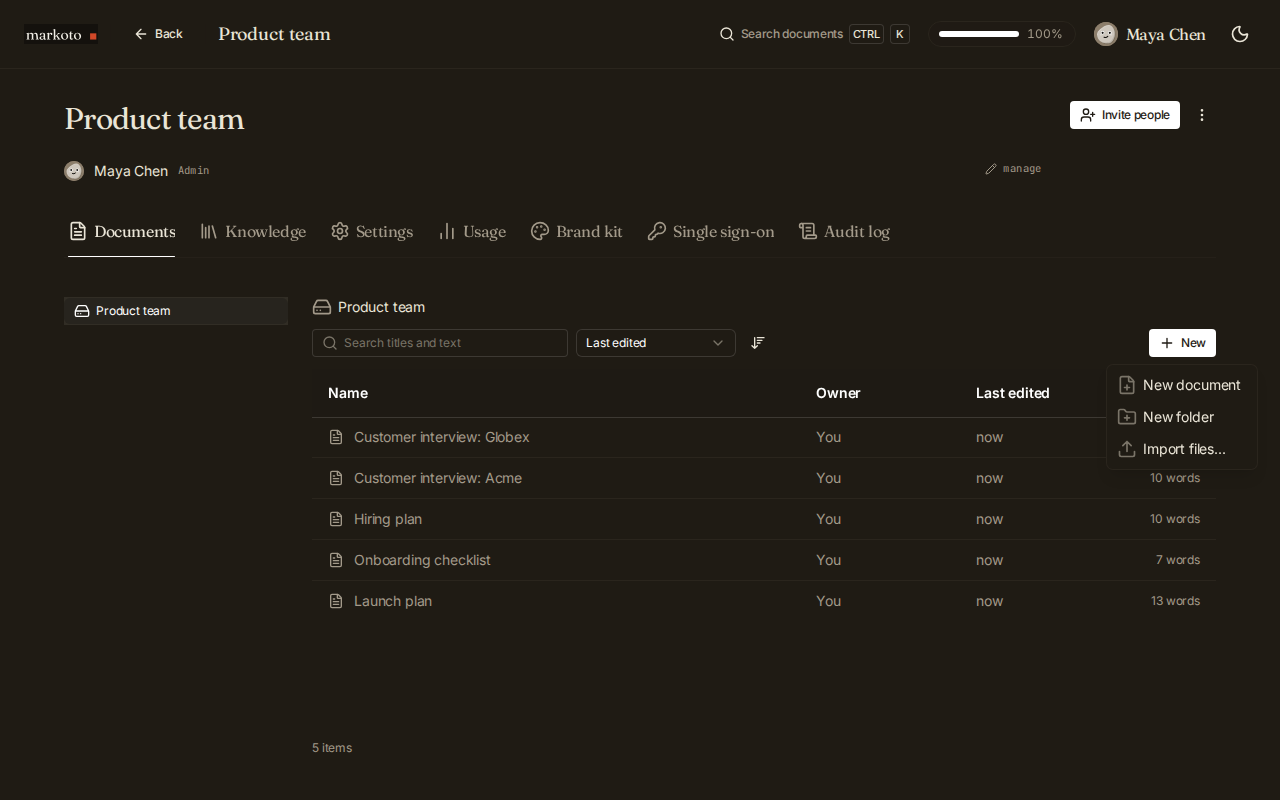 markoto
Back
Product team
Search documents CTRL K
100%
Maya Chen
Product team
Invite people
Maya Chen Admin
manage
Documents Knowledge Settings Usage Brand kit Single sign-on Audit log
Product team
Product team
Search titles and text
Last edited
New
New document
New folder
Import files...
Name Owner Last edited
Customer interview: Globex You now
Customer interview: Acme You now 10 words
Hiring plan You now 10 words
Onboarding checklist You now 7 words
Launch plan You now 13 words
5 items